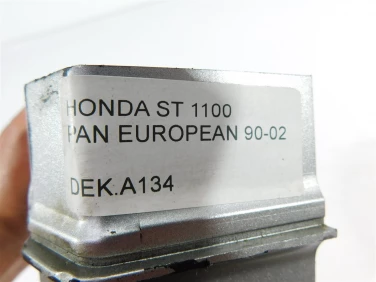 HONDA ST 1100
PAN EUROPEAN 90-02
DEK.A134